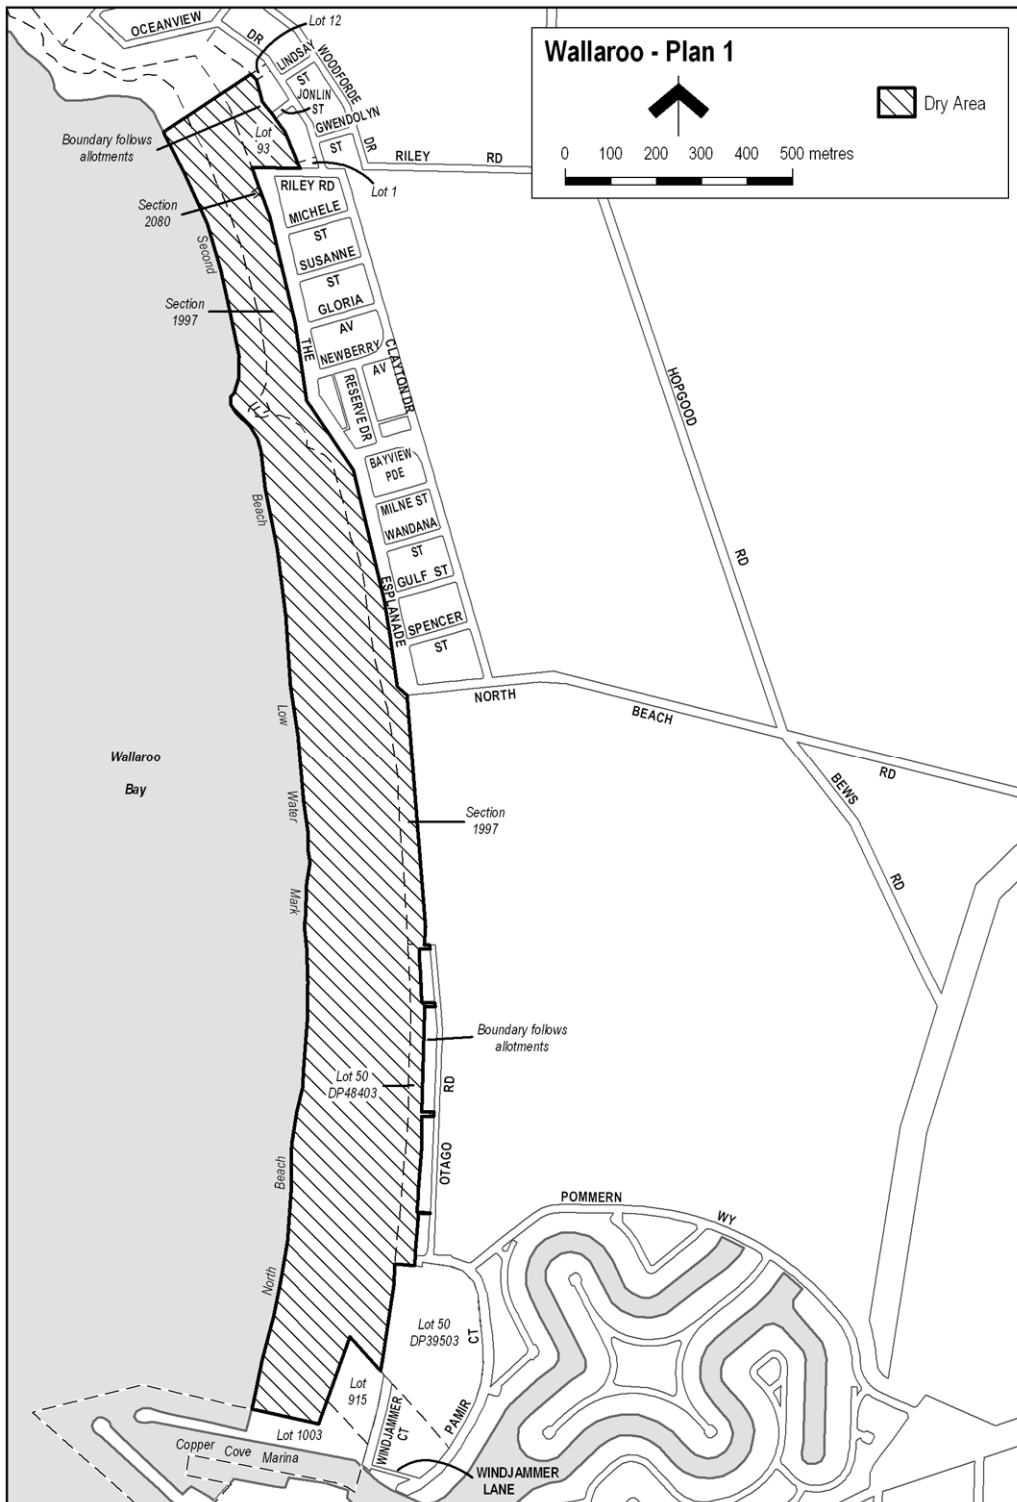 Wallaroo - Plan 1
Dry Area
0 100 200 300 400 500 metres
OCEANVIEW
DR
Lot 12
LINDSAY
ST
WOODFORDE
DR
JONLIN
ST
GWENDOLYN
ST
Boundary follows
allotments
Lot
93
RILEY RD
Lot 1
RILEY RD
Section
2080
MICHELE
ST
Second
SUSANNE
ST
Section
1997
GLORIA
AV
THE
NEWBERRY
AV
CLAYTON DR
RESERVE DR
HOPGOOD
RD
BAYVIEW
PDE
Beach
MILNE ST
WANDANA
ST
GULF ST
ESPLANADE
SPENCER
ST
NORTH
BEACH
RD
Low
Wallaroo
Bay
BEWS
RD
Water
Section
1997
Mark
Boundary follows
allotments
Lot 50
DP48403
RD
OTAGO
Beach
POMMERN
WY
North
Lot 50
DP39503
CT
Lot
915
PAMIR
WINDJAMMER
CT
Lot 1003
Copper Cove Marina
WINDJAMMER
LANE